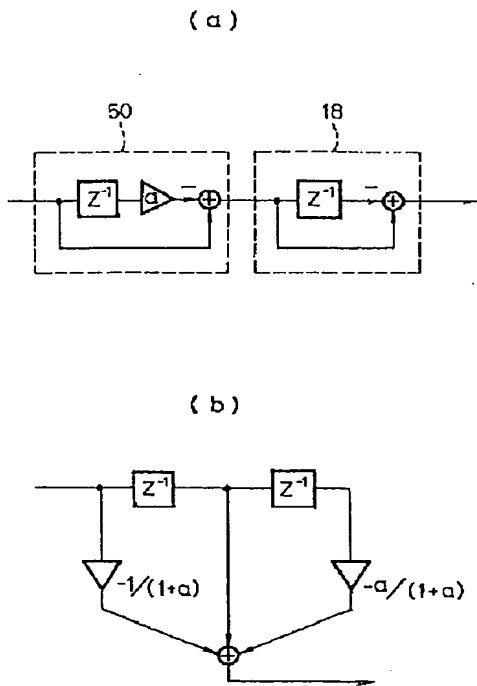 (a)
50 18
Z⁻¹ a − + Z⁻¹ − +
(b)
Z⁻¹ Z⁻¹
-1/(1+a) -a/(1+a)
+